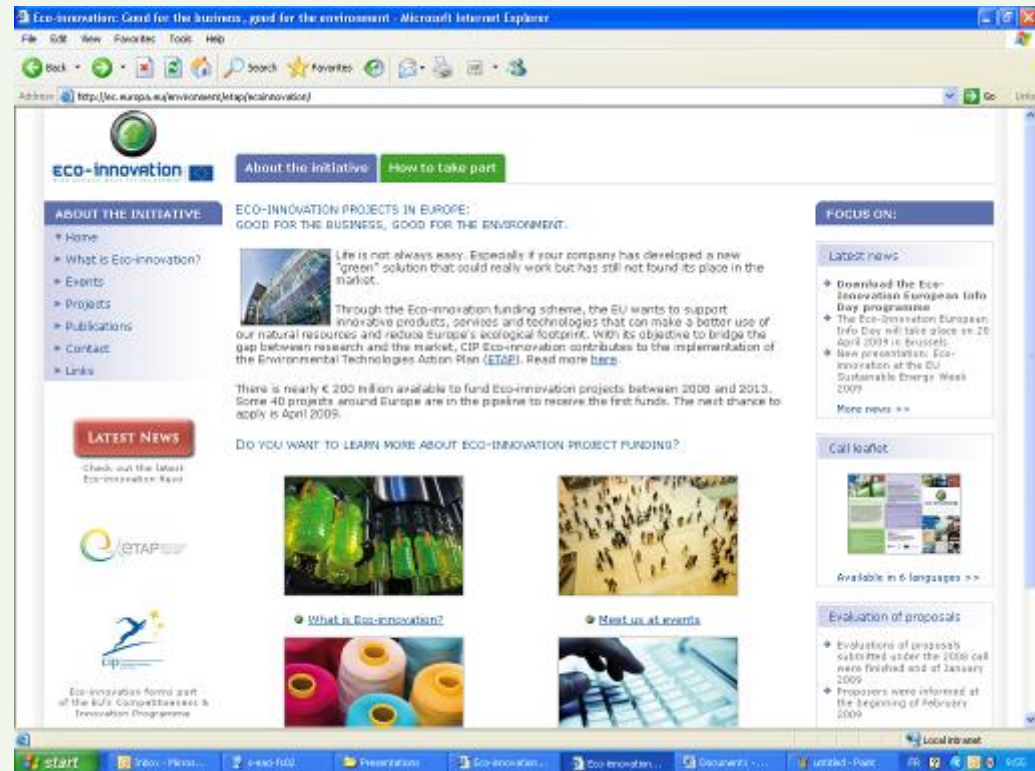 Eco-innovation: Good for the business, good for the environment - Microsoft Internet Explorer
File Edit View Favorites Tools Help
Back Search Favorites
Address http://ec.europa.eu/environment/etap/ecoinnovation/ Go Links
ECO-INNOVATION
About the initiative How to take part
ABOUT THE INITIATIVE
Home
What is Eco-innovation?
Events
Projects
Publications
Contact
Links
LATEST NEWS
Check out the latest
Eco-innovation News
ETAP
cip
Eco-innovation forms part
of the EU's Competitiveness &
Innovation Programme
ECO-INNOVATION PROJECTS IN EUROPE:
GOOD FOR THE BUSINESS, GOOD FOR THE ENVIRONMENT.
Life is not always easy. Especially if your company has developed a new
"green" solution that could really work but has still not found its place in the
market.
Through the Eco-innovation funding scheme, the EU wants to support
innovative products, services and technologies that can make a better use of
our natural resources and reduce Europe's ecological footprint. With its objective to bridge the
gap between research and the market, CIP Eco-innovation contributes to the implementation of
the Environmental Technologies Action Plan (ETAP). Read more here.
There is nearly € 200 million available to fund Eco-innovation projects between 2008 and 2013.
Some 40 projects around Europe are in the pipeline to receive the first funds. The next chance to
apply is April 2009.
DO YOU WANT TO LEARN MORE ABOUT ECO-INNOVATION PROJECT FUNDING?
What is Eco-innovation?
Meet us at events
FOCUS ON:
Latest news
Download the Eco-
Innovation European Info
Day programme
The Eco-Innovation European
Info Day will take place on 28
April 2009 in Brussels
New presentation: Eco-
innovation at the EU
Sustainable Energy Week
2009
More news >>
Call leaflet
Available in 6 languages >>
Evaluation of proposals
Evaluations of proposals
submitted under the 2008 call
were finished end of January
2009
Proposers were informed at
the beginning of February
2009
Local intranet
start Inbox - Micros... Presentations Eco-innovation... Eco-innovation... Documents - ... untitled - Paint FR